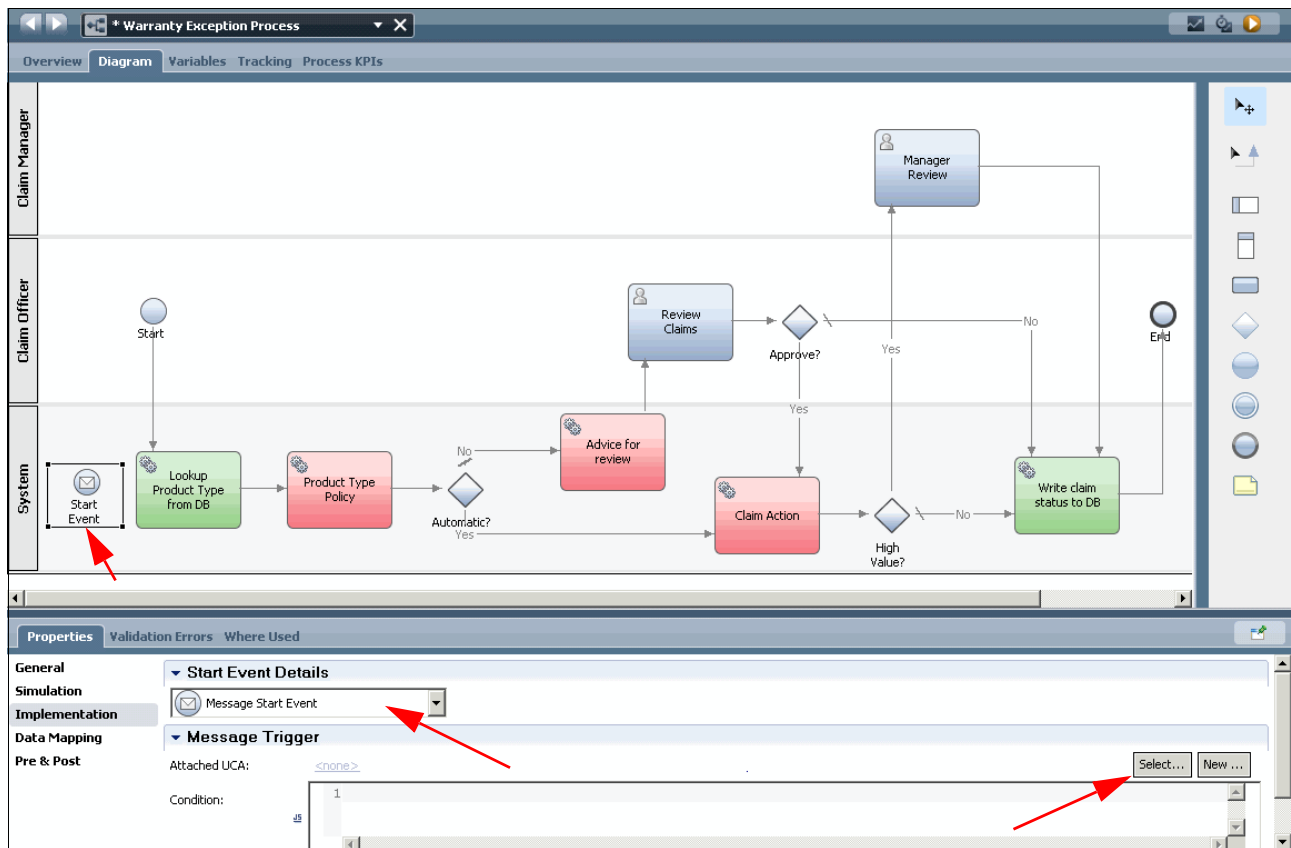 * Warranty Exception Process
Overview Diagram Variables Tracking Process KPIs
Claim Manager
Manager
Review
Claim Officer
Start
Review
Claims
Approve?
No
Yes
End
Yes
System
Start
Event
Lookup
Product Type
from DB
Product Type
Policy
No
Automatic?
Yes
Advice for
review
Claim Action
High
Value?
No
Write claim
status to DB
Properties Validation Errors Where Used
General
Simulation
Implementation
Data Mapping
Pre & Post
Start Event Details
Message Start Event
Message Trigger
Attached UCA: <none> Select... New ...
Condition: 1
JS